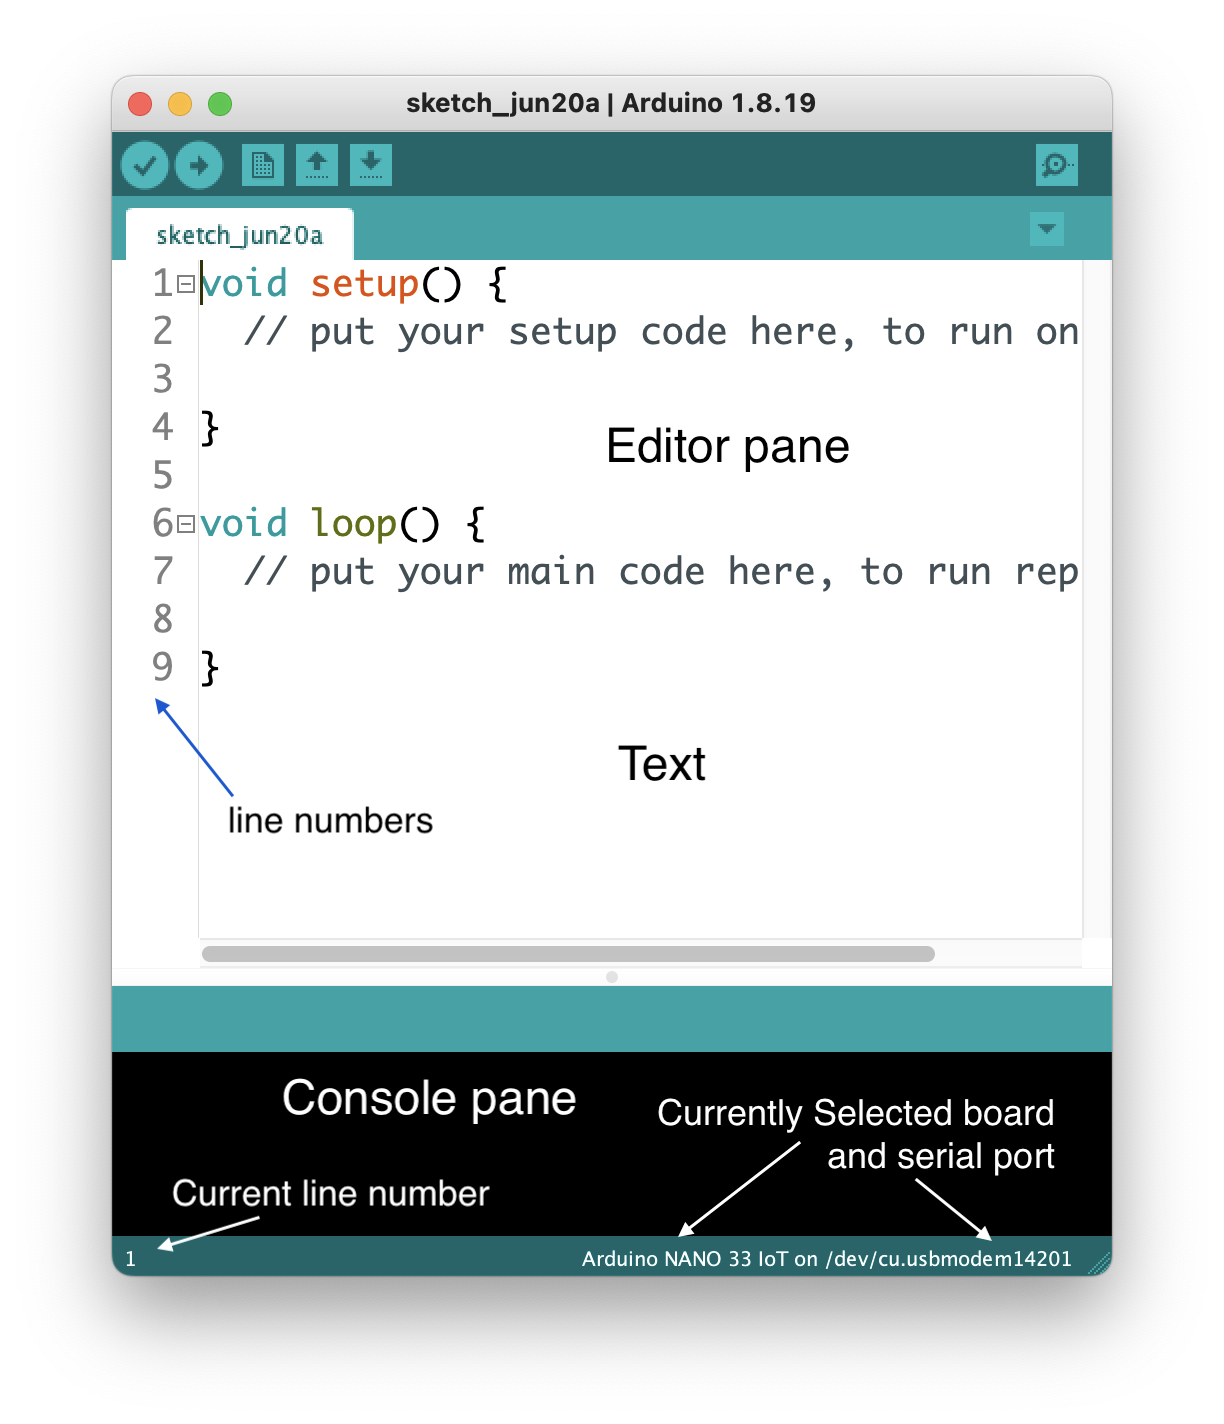 sketch_jun20a | Arduino 1.8.19
sketch_jun20a
1 void setup() {
2 // put your setup code here, to run on
3
4 }
5
6 void loop() {
7 // put your main code here, to run rep
8
9 }
Editor pane
Text
line numbers
Console pane
Currently Selected board
and serial port
Current line number
1
Arduino NANO 33 IoT on /dev/cu.usbmodem14201